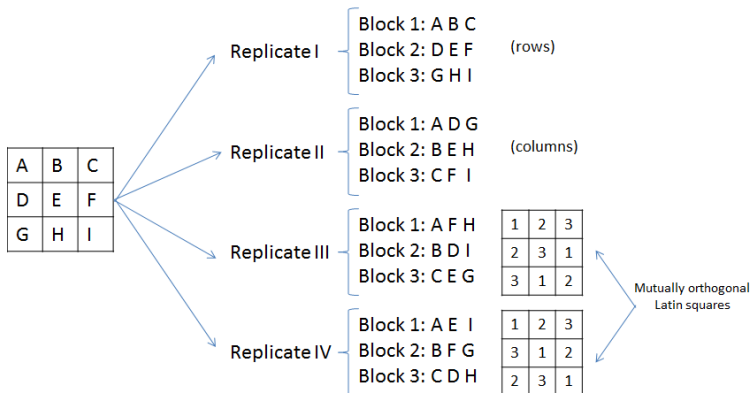 A B C
D E F
G H I
Replicate I
Block 1: A B C
Block 2: D E F
Block 3: G H I
(rows)
Replicate II
Block 1: A D G
Block 2: B E H
Block 3: C F I
(columns)
Replicate III
Block 1: A F H
Block 2: B D I
Block 3: C E G
1 2 3
2 3 1
3 1 2
Replicate IV
Block 1: A E I
Block 2: B F G
Block 3: C D H
1 2 3
3 1 2
2 3 1
Mutually orthogonal
Latin squares